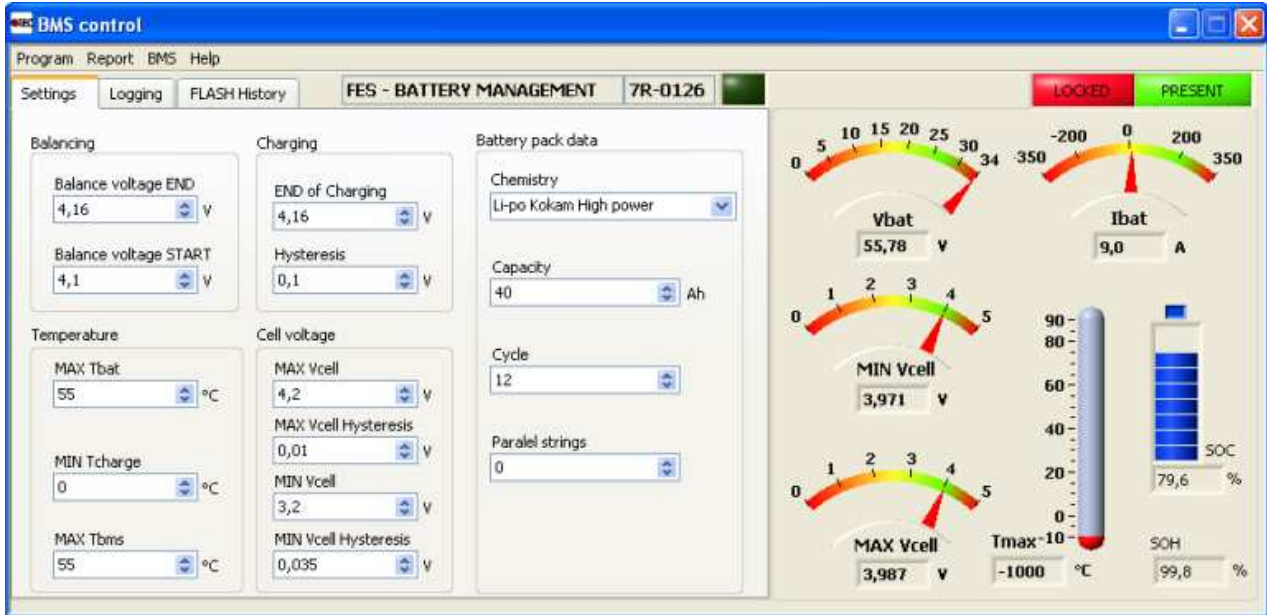 BMS control
Program Report BMS Help
Settings Logging FLASH History
FES - BATTERY MANAGEMENT 7R-0126
LOCKED PRESENT
Balancing
Balance voltage END
4,16 V
Balance voltage START
4,1 V
Charging
END of Charging
4,16 V
Hysteresis
0,1 V
Temperature
MAX Tbat
55 °C
MIN Tcharge
0 °C
MAX Tbms
55 °C
Cell voltage
MAX Vcell
4,2 V
MAX Vcell Hysteresis
0,01 V
MIN Vcell
3,2 V
MIN Vcell Hysteresis
0,035 V
Battery pack data
Chemistry
Li-po Kokam High power
Capacity
40 Ah
Cycle
12
Paralel strings
0
0 5 10 15 20 25 30 34
Vbat
55,78 V
350 -200 0 200 350
Ibat
9,0 A
0 1 2 3 4 5
MIN Vcell
3,971 V
0 1 2 3 4 5
MAX Vcell
3,987 V
90
80
60
40
20
0
-10
Tmax
-1000 °C
SOC
79,6 %
SOH
99,8 %